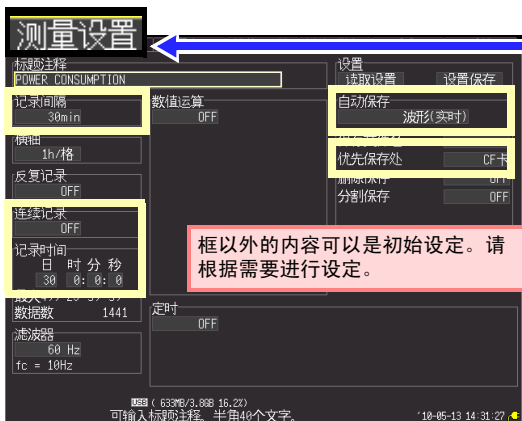 测量设置
标题注释
POWER CONSUMPTION
设置
读取设置 设置保存
记录间隔
30min
数值运算
OFF
自动保存
波形(实时)
横轴
1h/格
优先保存处 CF卡
反复记录
OFF
删除保存 OFF
分割保存 OFF
连续记录
OFF
记录时间
日 时 分 秒
30 0: 0: 0
框以外的内容可以是初始设定。请
根据需要进行设定。
数据数 1441
定时
OFF
滤波器
60 Hz
fc = 10Hz
USB ( 633MB/3.8GB 16.2%)
可输入标题注释。半角40个文字。
'10-05-13 14:31:27